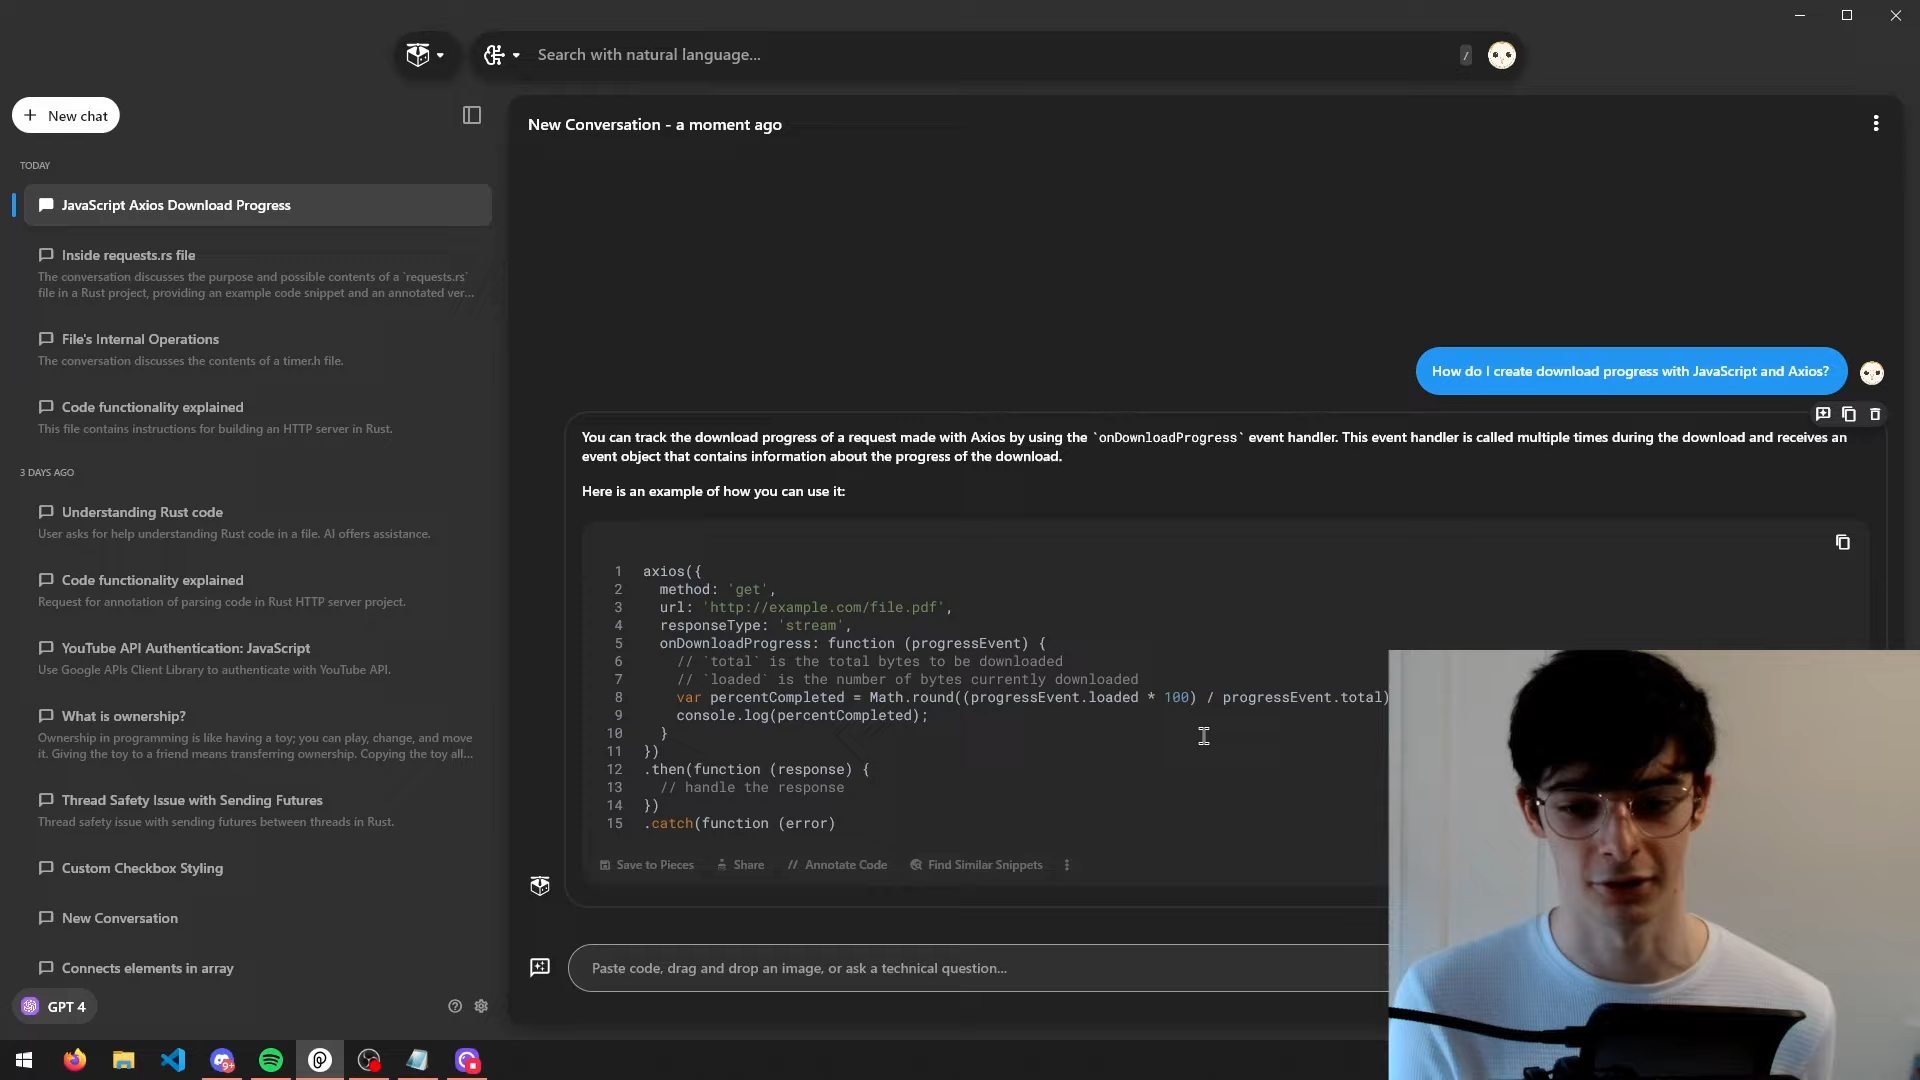 Search with natural language...
/
New chat
TODAY
JavaScript Axios Download Progress
Inside requests.rs file
The conversation discusses the purpose and possible contents of a `requests.rs`
file in a Rust project, providing an example code snippet and an annotated ver...
File's Internal Operations
The conversation discusses the contents of a timer.h file.
Code functionality explained
This file contains instructions for building an HTTP server in Rust.
3 DAYS AGO
Understanding Rust code
User asks for help understanding Rust code in a file. AI offers assistance.
Code functionality explained
Request for annotation of parsing code in Rust HTTP server project.
YouTube API Authentication: JavaScript
Use Google APIs Client Library to authenticate with YouTube API.
What is ownership?
Ownership in programming is like having a toy; you can play, change, and move
it. Giving the toy to a friend means transferring ownership. Copying the toy all...
Thread Safety Issue with Sending Futures
Thread safety issue with sending futures between threads in Rust.
Custom Checkbox Styling
New Conversation
Connects elements in array
GPT 4
New Conversation - a moment ago
How do I create download progress with JavaScript and Axios?
You can track the download progress of a request made with Axios by using the `onDownloadProgress` event handler. This event handler is called multiple times during the download and receives an
event object that contains information about the progress of the download.
Here is an example of how you can use it:
1 axios({
2 method: 'get',
3 url: 'http://example.com/file.pdf',
4 responseType: 'stream',
5 onDownloadProgress: function (progressEvent) {
6 // `total` is the total bytes to be downloaded
7 // `loaded` is the number of bytes currently downloaded
8 var percentCompleted = Math.round((progressEvent.loaded * 100) / progressEvent.total)
9 console.log(percentCompleted);
10 }
11 })
12 .then(function (response) {
13 // handle the response
14 })
15 .catch(function (error)
Save to Pieces Share // Annotate Code Find Similar Snippets
Paste code, drag and drop an image, or ask a technical question...
9+